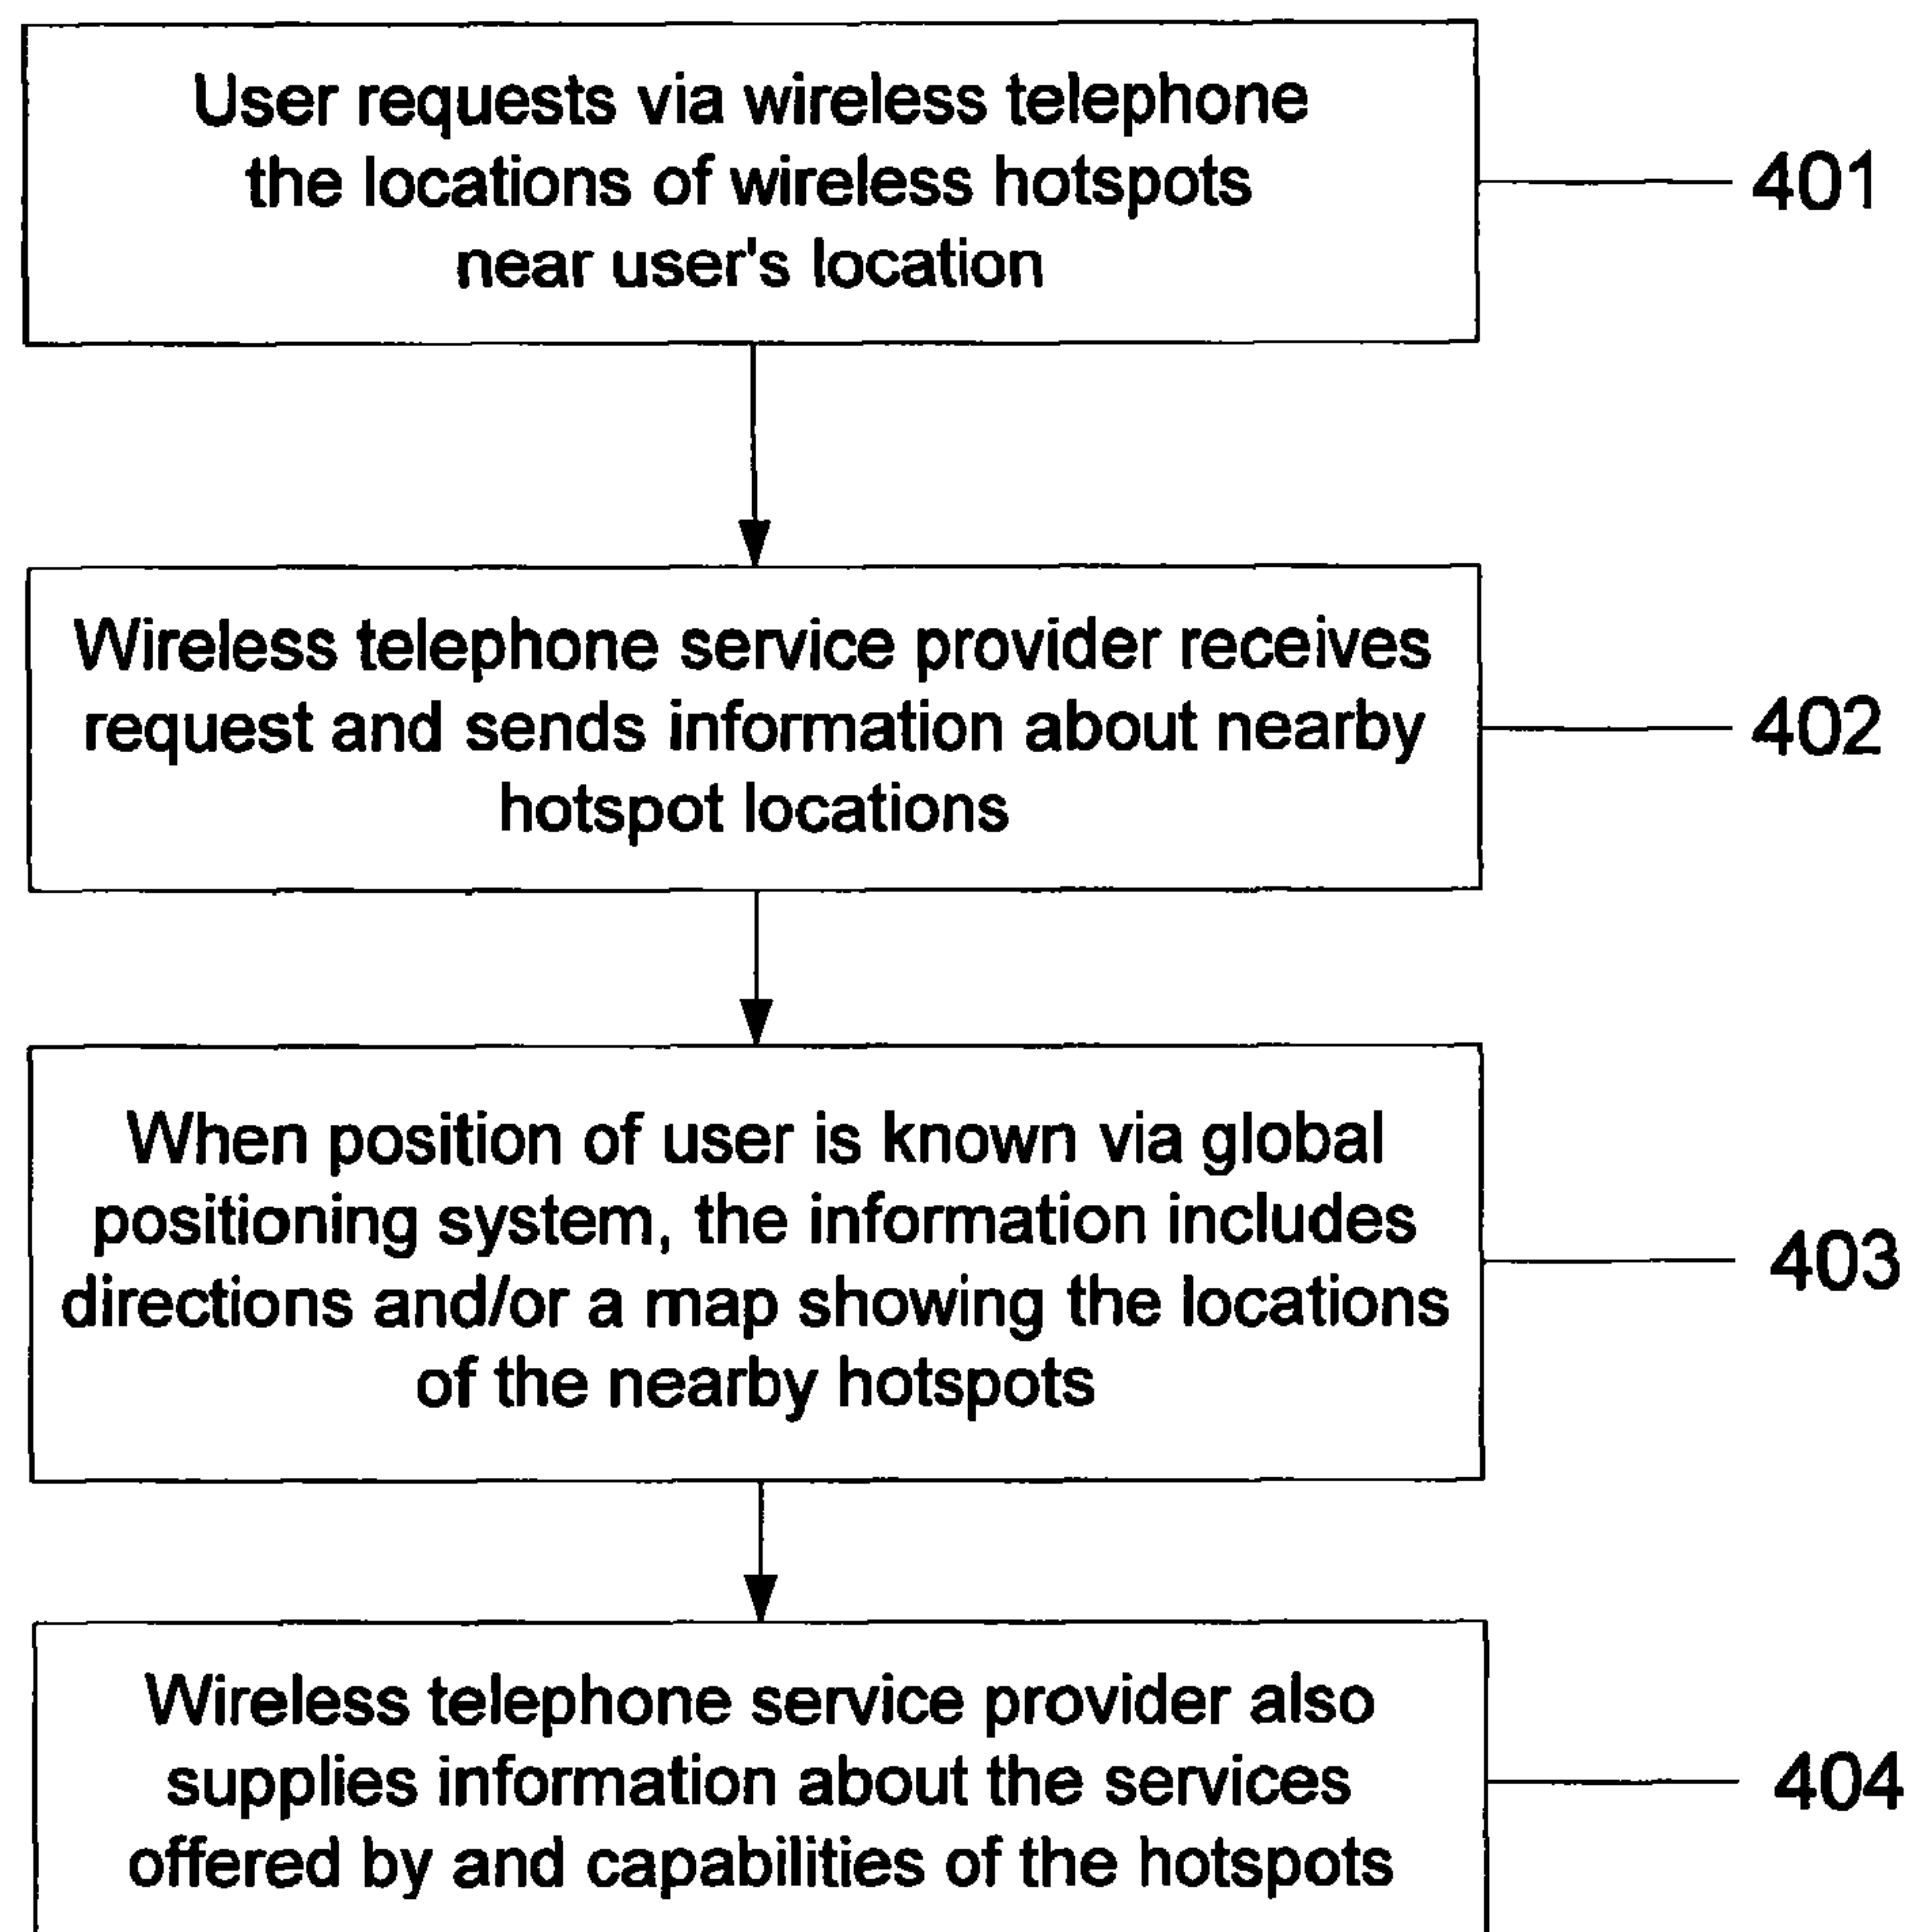 User requests via wireless telephone
the locations of wireless hotspots
near user's location
401
Wireless telephone service provider receives
request and sends information about nearby
hotspot locations
402
When position of user is known via global
positioning system, the information includes
directions and/or a map showing the locations
of the nearby hotspots
403
Wireless telephone service provider also
supplies information about the services
offered by and capabilities of the hotspots
404